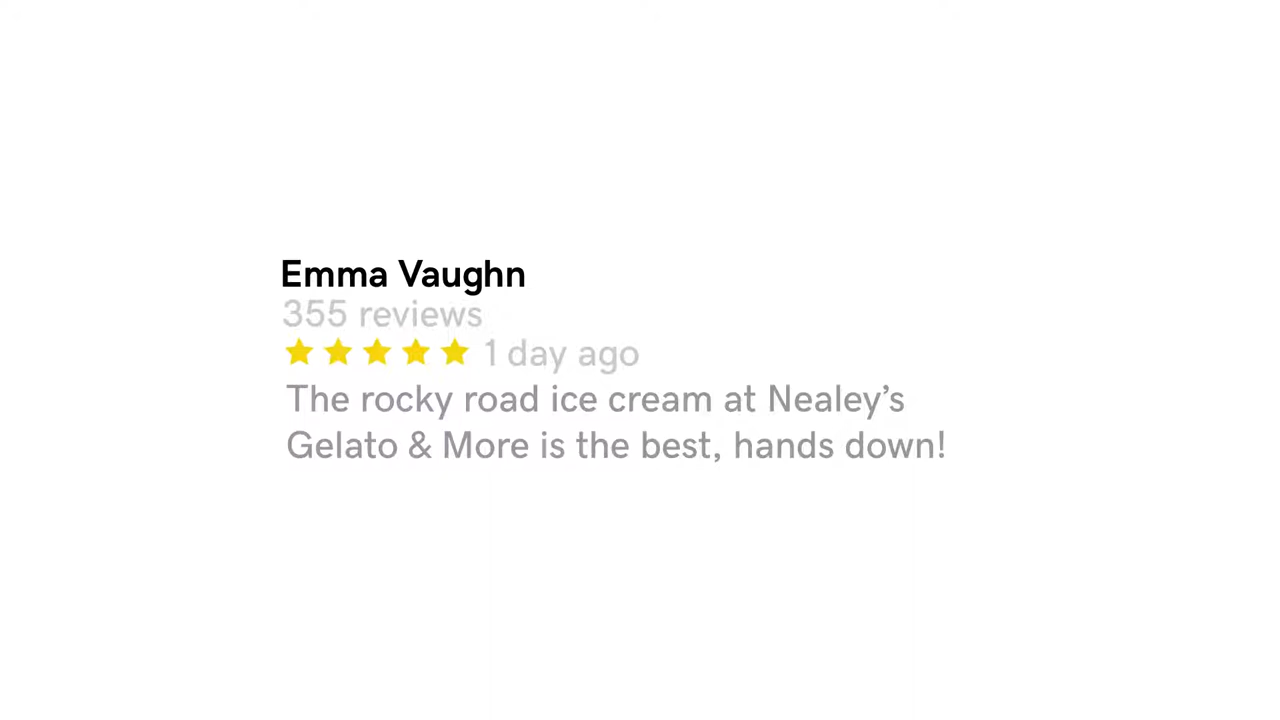 Emma Vaughn
355 reviews
1 day ago
The rocky road ice cream at Nealey’s
Gelato & More is the best, hands down!